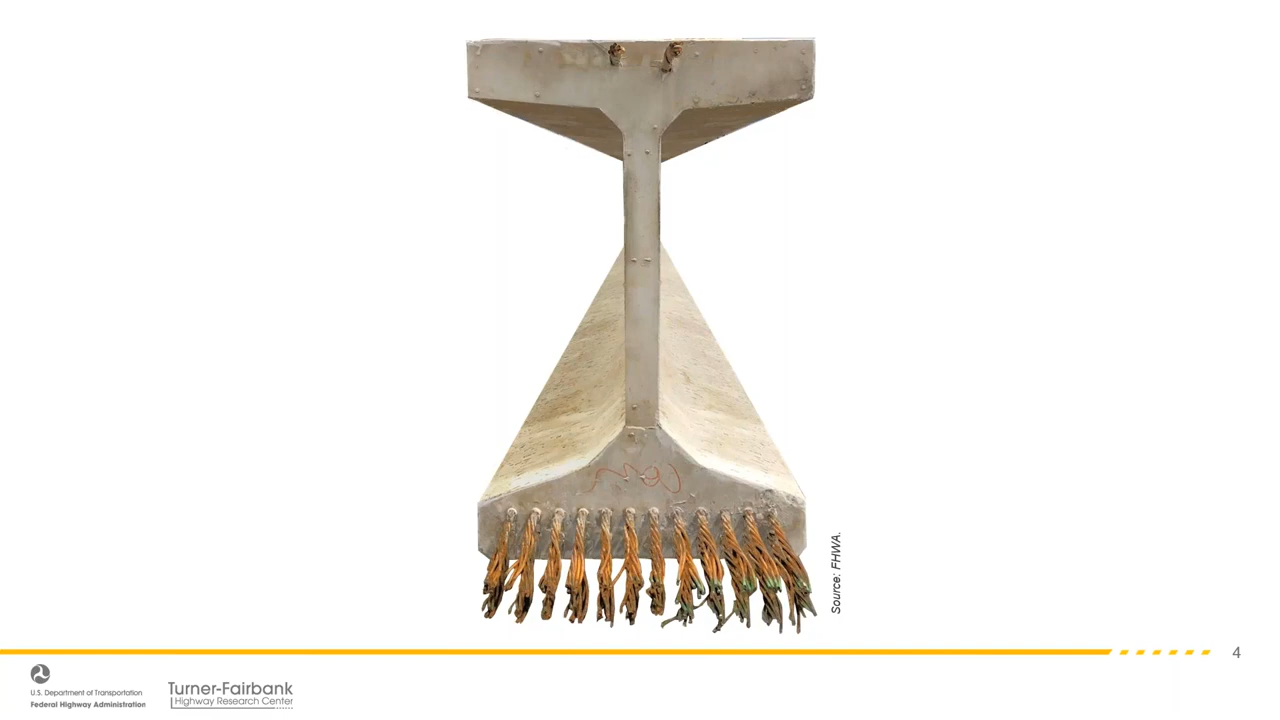 Source: FHWA.
4
U.S. Department of Transportation
Federal Highway Administration
Turner-Fairbank
Highway Research Center